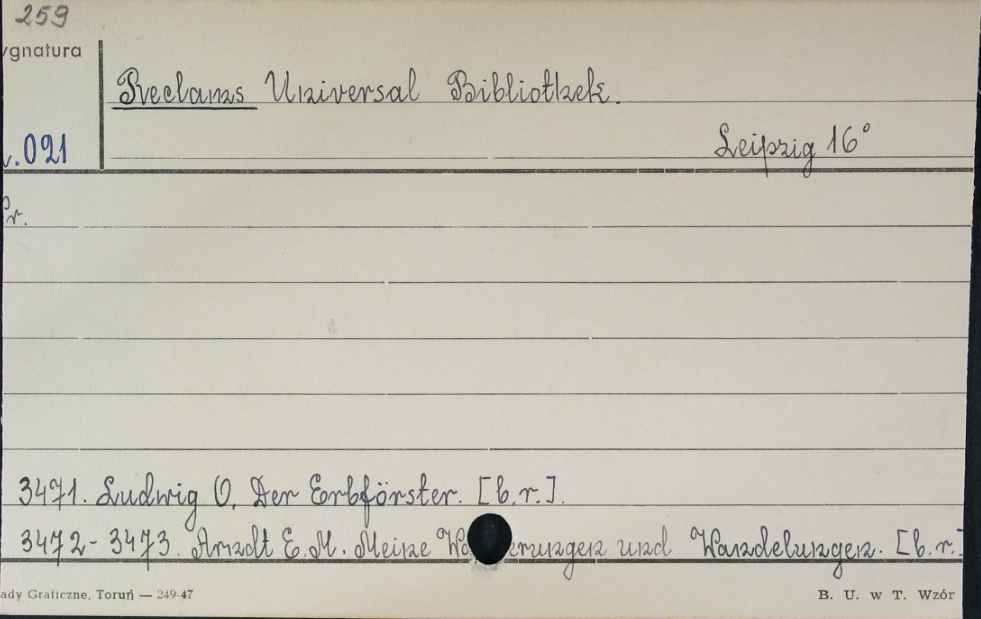 259
ygnatura
Reclams Universal Bibliothek.
Leipzig 16°
v.021
r.
3471. Ludwig O. Der Erbförster. [b.r.].
3472-3473. Arndt E.M. Meine Wa erungen und Wandelungen. [b.r.]
ady Graficzne, Toruń — 249-47 B. U. w T. Wzór